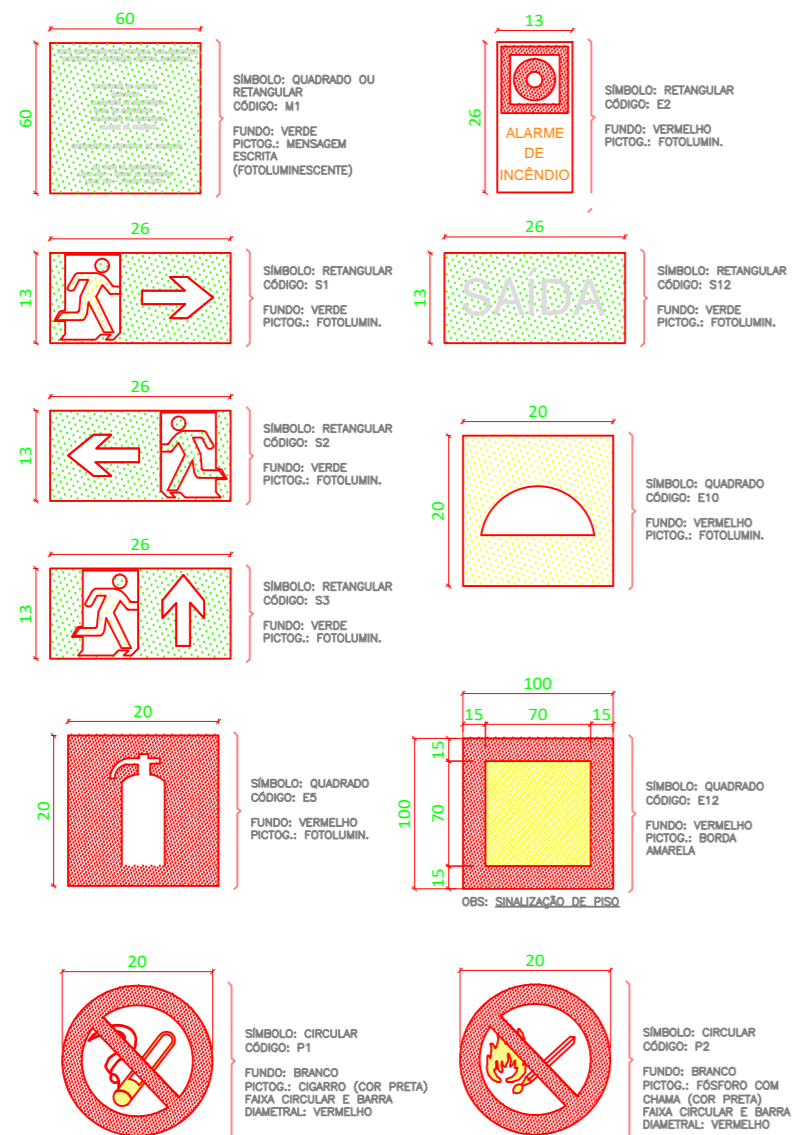 60
60
SÍMBOLO: QUADRADO OU
RETANGULAR
CÓDIGO: M1
FUNDO: VERDE
PICTOG.: MENSAGEM
ESCRITA
(FOTOLUMINESCENTE)
13
26
ALARME
DE
INCÊNDIO
SÍMBOLO: RETANGULAR
CÓDIGO: E2
FUNDO: VERMELHO
PICTOG.: FOTOLUMIN.
26
13
SÍMBOLO: RETANGULAR
CÓDIGO: S1
FUNDO: VERDE
PICTOG.: FOTOLUMIN.
26
13
SAÍDA
SÍMBOLO: RETANGULAR
CÓDIGO: S12
FUNDO: VERDE
PICTOG.: FOTOLUMIN.
26
13
SÍMBOLO: RETANGULAR
CÓDIGO: S2
FUNDO: VERDE
PICTOG.: FOTOLUMIN.
20
20
SÍMBOLO: QUADRADO
CÓDIGO: E10
FUNDO: VERMELHO
PICTOG.: FOTOLUMIN.
26
13
SÍMBOLO: RETANGULAR
CÓDIGO: S3
FUNDO: VERDE
PICTOG.: FOTOLUMIN.
20
20
SÍMBOLO: QUADRADO
CÓDIGO: E5
FUNDO: VERMELHO
PICTOG.: FOTOLUMIN.
100
15 70 15
100
15
70
15
SÍMBOLO: QUADRADO
CÓDIGO: E12
FUNDO: VERMELHO
PICTOG.: BORDA
AMARELA
OBS: SINALIZAÇÃO DE PISO
20
SÍMBOLO: CIRCULAR
CÓDIGO: P1
FUNDO: BRANCO
PICTOG.: CIGARRO (COR PRETA)
FAIXA CIRCULAR E BARRA
DIAMETRAL: VERMELHO
20
SÍMBOLO: CIRCULAR
CÓDIGO: P2
FUNDO: BRANCO
PICTOG.: FÓSFORO COM
CHAMA (COR PRETA)
FAIXA CIRCULAR E BARRA
DIAMETRAL: VERMELHO